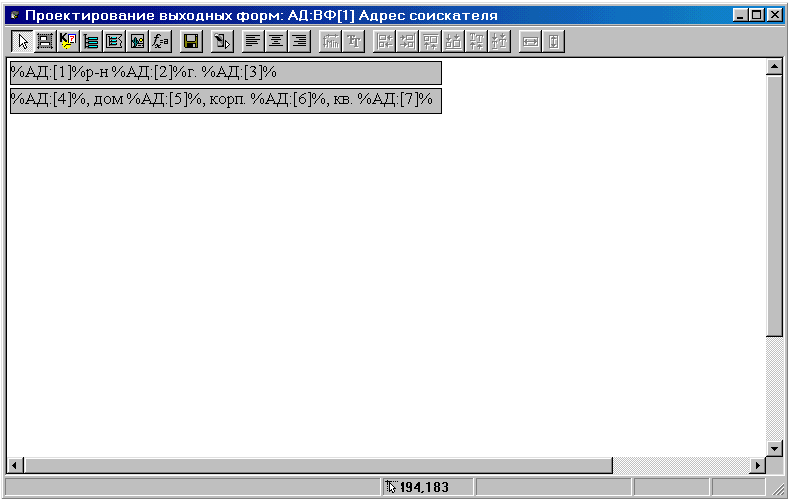 Проектирование выходных форм: АД:ВФ[1] Адрес соискателя
%АД:[1]%р-н %АД:[2]%г. %АД:[3]%
%АД:[4]%, дом %АД:[5]%, корп. %АД:[6]%, кв. %АД:[7]%
194,183